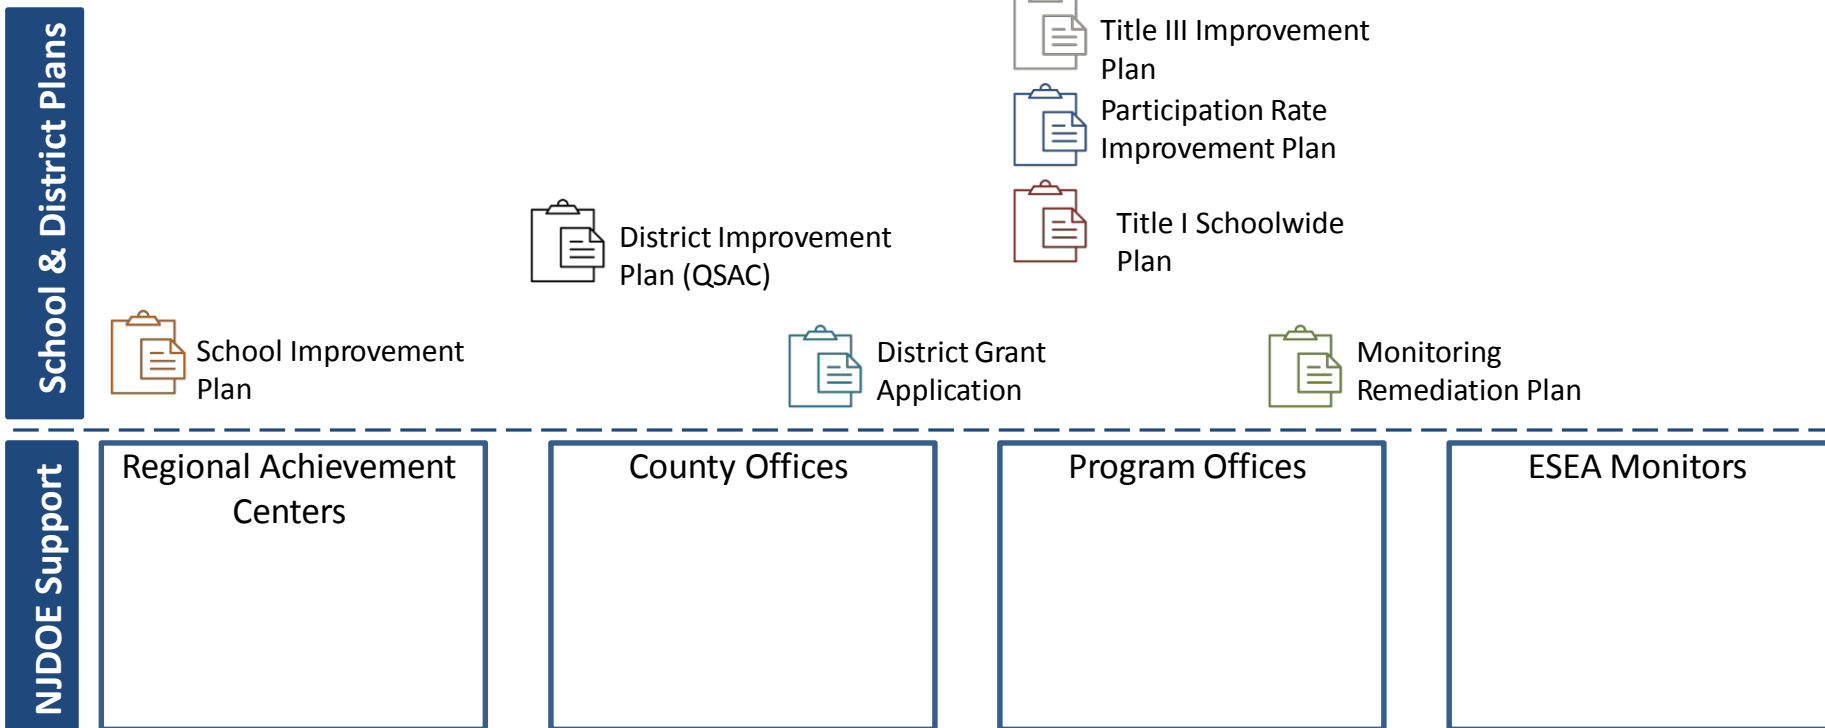 School & District Plans
Title III Improvement
Plan
Participation Rate
Improvement Plan
Title I Schoolwide
Plan
District Improvement
Plan (QSAC)
School Improvement
Plan
District Grant
Application
Monitoring
Remediation Plan
NJDOE Support
Regional Achievement
Centers
County Offices
Program Offices
ESEA Monitors